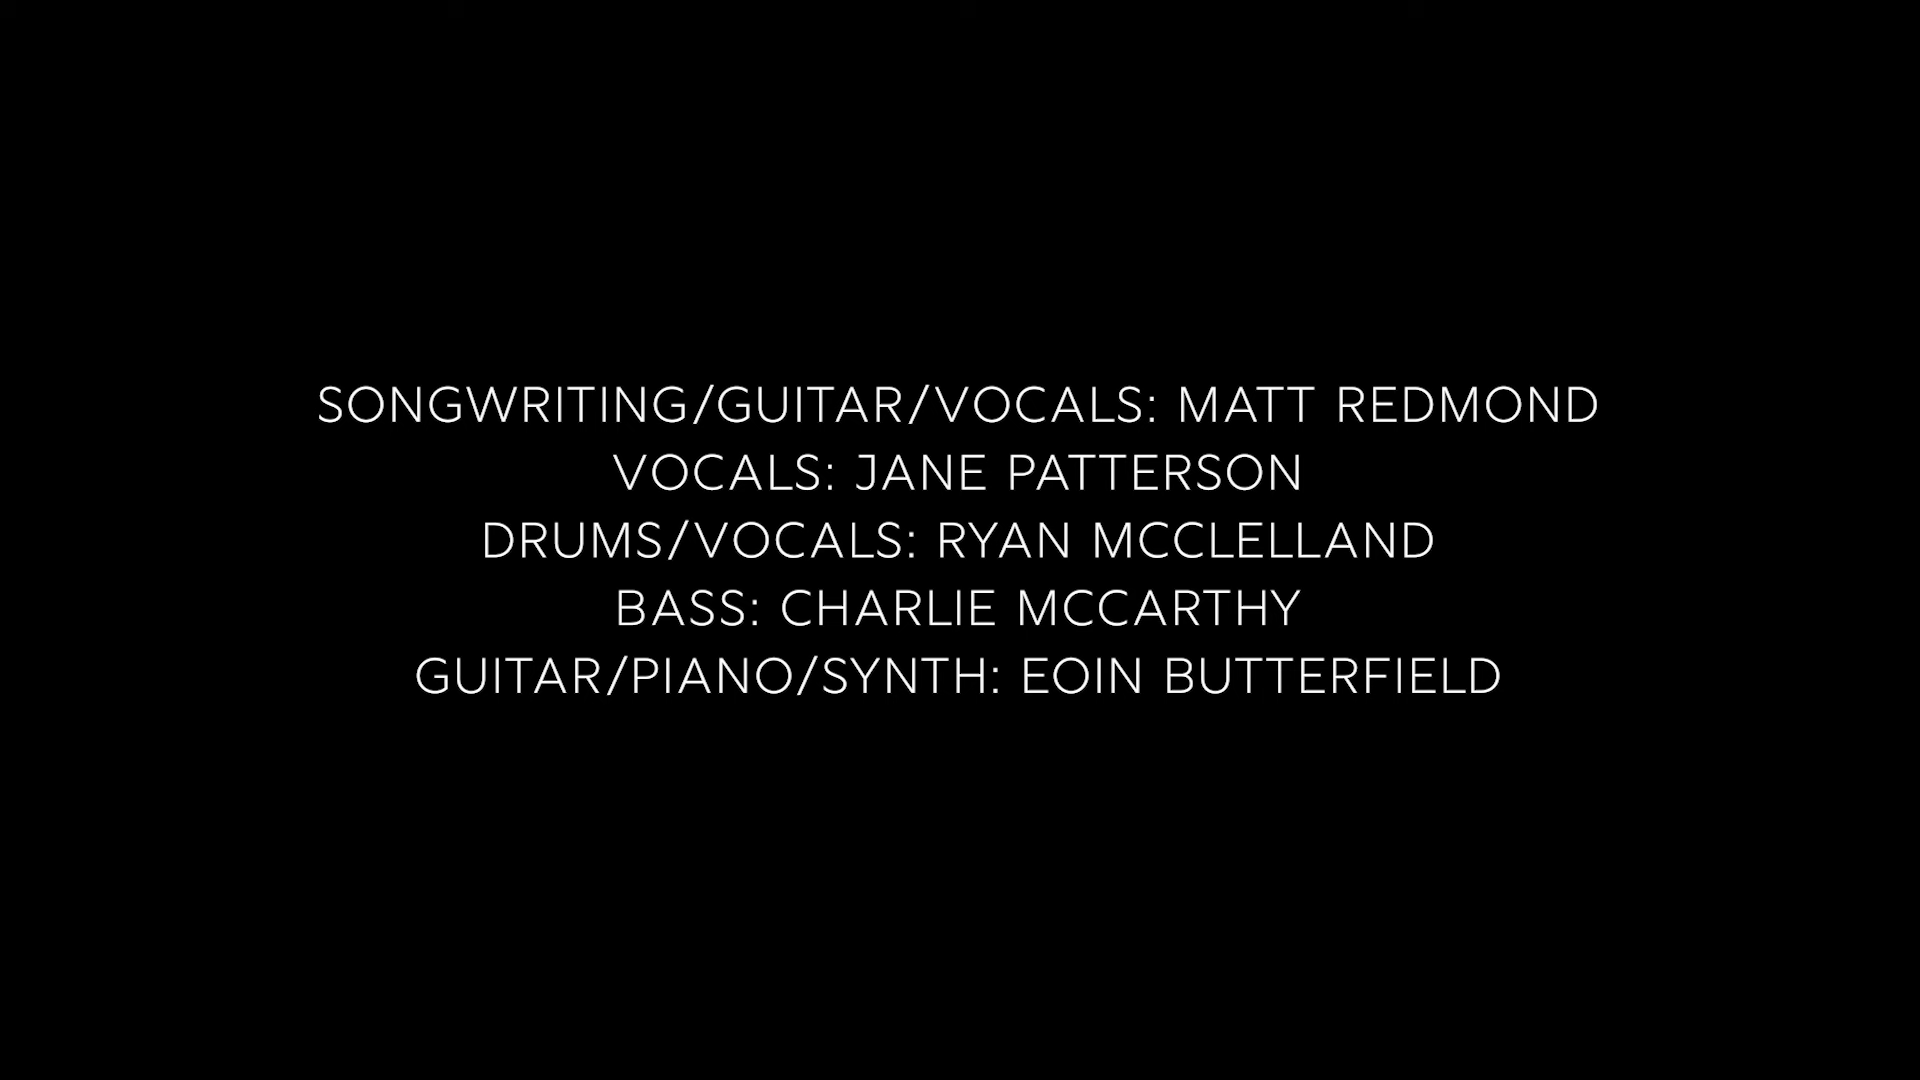 SONGWRITING/GUITAR/VOCALS: MATT REDMOND
VOCALS: JANE PATTERSON
DRUMS/VOCALS: RYAN MCCLELLAND
BASS: CHARLIE MCCARTHY
GUITAR/PIANO/SYNTH: EOIN BUTTERFIELD